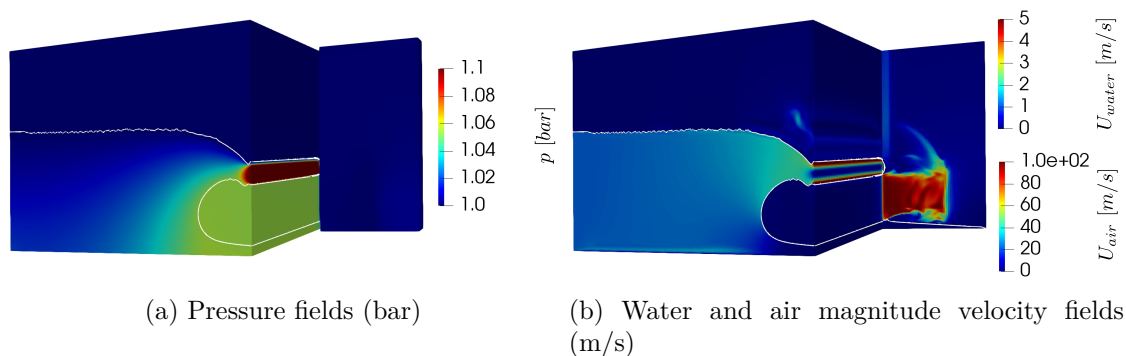 1.1
1.08
1.06
1.04
1.02
1.0
p [bar]
5
4
3
2
1
0
U_water [m/s]
1.0e+02
80
60
40
20
0
U_air [m/s]
(a) Pressure fields (bar)
(b) Water and air magnitude velocity fields
(m/s)